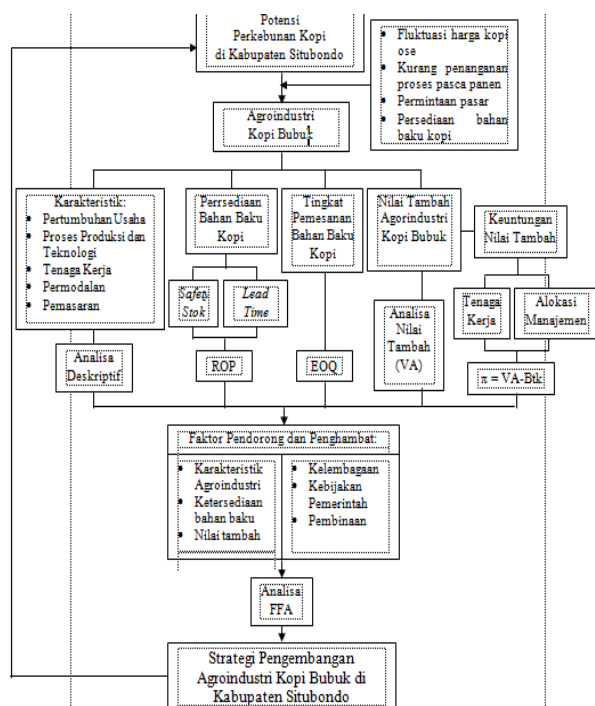 Potensi
Perkebunan Kopi
di Kabupaten Situbondo
• Fluktuasi harga kopi
ose
• Kurang penanganan
proses pasca panen
• Permintaan pasar
• Persediaan bahan
baku kopi
Agroindustri
Kopi Bubuk
Karakteristik:
• Pertumbuhan Usaha
• Proses Produksi dan
Teknologi
• Tenaga Kerja
• Permodalan
• Pemasaran
Perrsediaan
Bahan Baku
Kopi
Tingkat
Pemesanan
Bahan Baku
Kopi
Nilai Tambah
Agorindustri
Kopi Bubuk
Keuntungan
Nilai Tambah
Safety
Stok
Lead
Time
Analisa
Nilai
Tambah
(VA)
Tenaga
Kerja
Alokasi
Manajemen
Analisa
Deskriptif
ROP
EOQ
π = VA-Btk
Faktor Pendorong dan Penghambat:
• Karakteristik
Agroindustri
• Ketersediaan
bahan baku
• Nilai tambah
• Kelembagaan
• Kebijakan
Pemerintah
• Pembinaan
Analisa
FFA
Strategi Pengembangan
Agroindustri Kopi Bubuk di
Kabupaten Situbondo